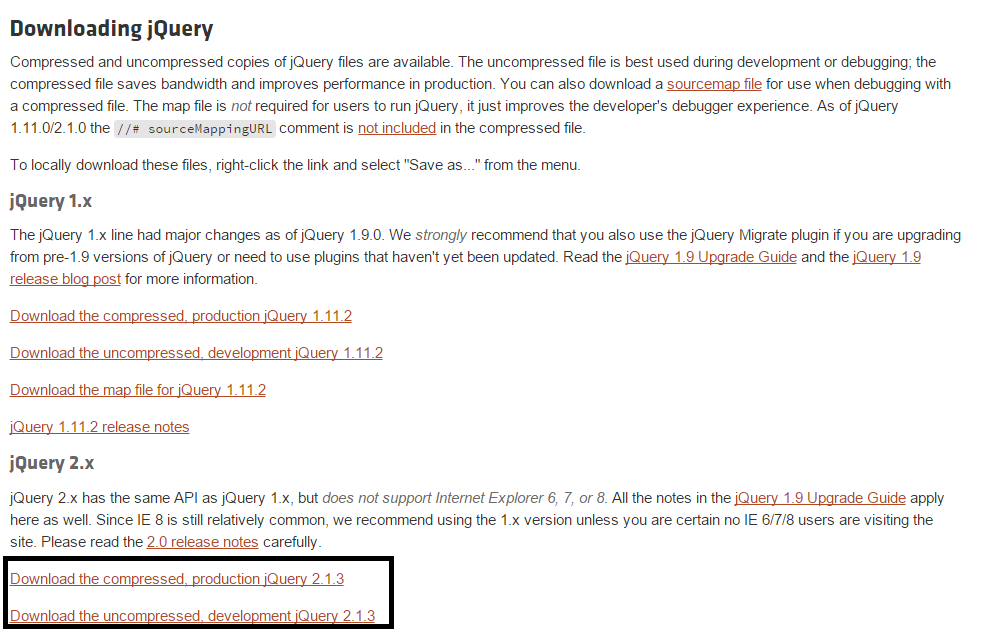 Downloading jQuery
Compressed and uncompressed copies of jQuery files are available. The uncompressed file is best used during development or debugging; the
compressed file saves bandwidth and improves performance in production. You can also download a sourcemap file for use when debugging with
a compressed file. The map file is not required for users to run jQuery, it just improves the developer's debugger experience. As of jQuery
1.11.0/2.1.0 the //# sourceMappingURL comment is not included in the compressed file.
To locally download these files, right-click the link and select "Save as..." from the menu.
jQuery 1.x
The jQuery 1.x line had major changes as of jQuery 1.9.0. We strongly recommend that you also use the jQuery Migrate plugin if you are upgrading
from pre-1.9 versions of jQuery or need to use plugins that haven't yet been updated. Read the jQuery 1.9 Upgrade Guide and the jQuery 1.9
release blog post for more information.
Download the compressed, production jQuery 1.11.2
Download the uncompressed, development jQuery 1.11.2
Download the map file for jQuery 1.11.2
jQuery 1.11.2 release notes
jQuery 2.x
jQuery 2.x has the same API as jQuery 1.x, but does not support Internet Explorer 6, 7, or 8. All the notes in the jQuery 1.9 Upgrade Guide apply
here as well. Since IE 8 is still relatively common, we recommend using the 1.x version unless you are certain no IE 6/7/8 users are visiting the
site. Please read the 2.0 release notes carefully.
Download the compressed, production jQuery 2.1.3
Download the uncompressed, development jQuery 2.1.3